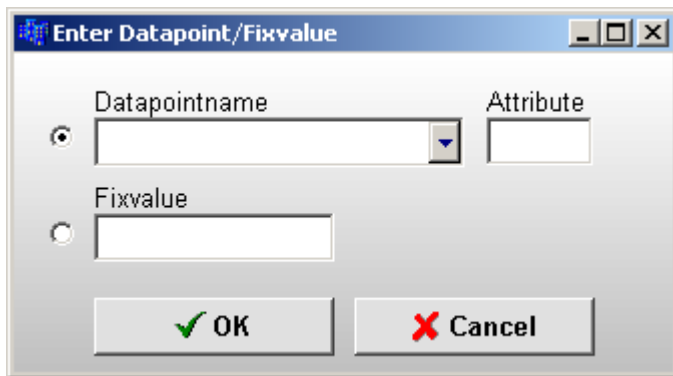 Enter Datapoint/Fixvalue
Datapointname Attribute
Fixvalue
OK Cancel